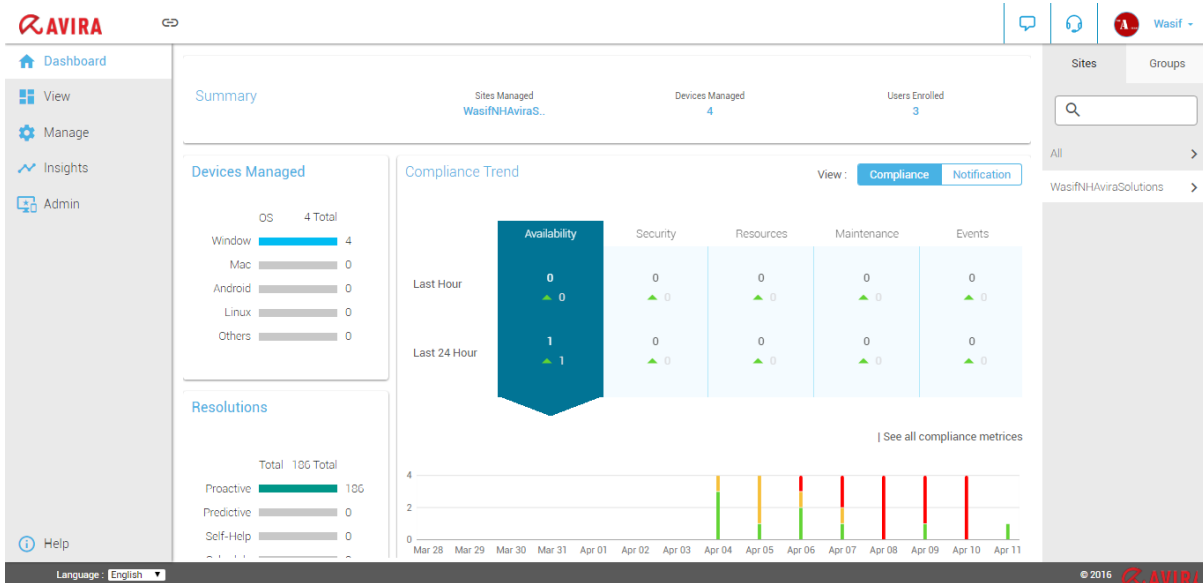 AVIRA
Wasif
Dashboard
View
Manage
Insights
Admin
Help
Summary
Sites Managed
WasifNHAviraS..
Devices Managed
4
Users Enrolled
3
Sites
Groups
All
WasifNHAviraSolutions
Devices Managed
OS 4 Total
Window 4
Mac 0
Android 0
Linux 0
Others 0
Compliance Trend
View : Compliance Notification
Availability Security Resources Maintenance Events
Last Hour 0 0 0 0 0
0 0 0 0 0
Last 24 Hour 1 0 0 0 0
1 0 0 0 0
| See all compliance metrices
Resolutions
Total 186 Total
Proactive 186
Predictive 0
Self-Help 0
4
2
0
Mar 28 Mar 29 Mar 30 Mar 31 Apr 01 Apr 02 Apr 03 Apr 04 Apr 05 Apr 06 Apr 07 Apr 08 Apr 09 Apr 10 Apr 11
Language : English
© 2016 AVIRA